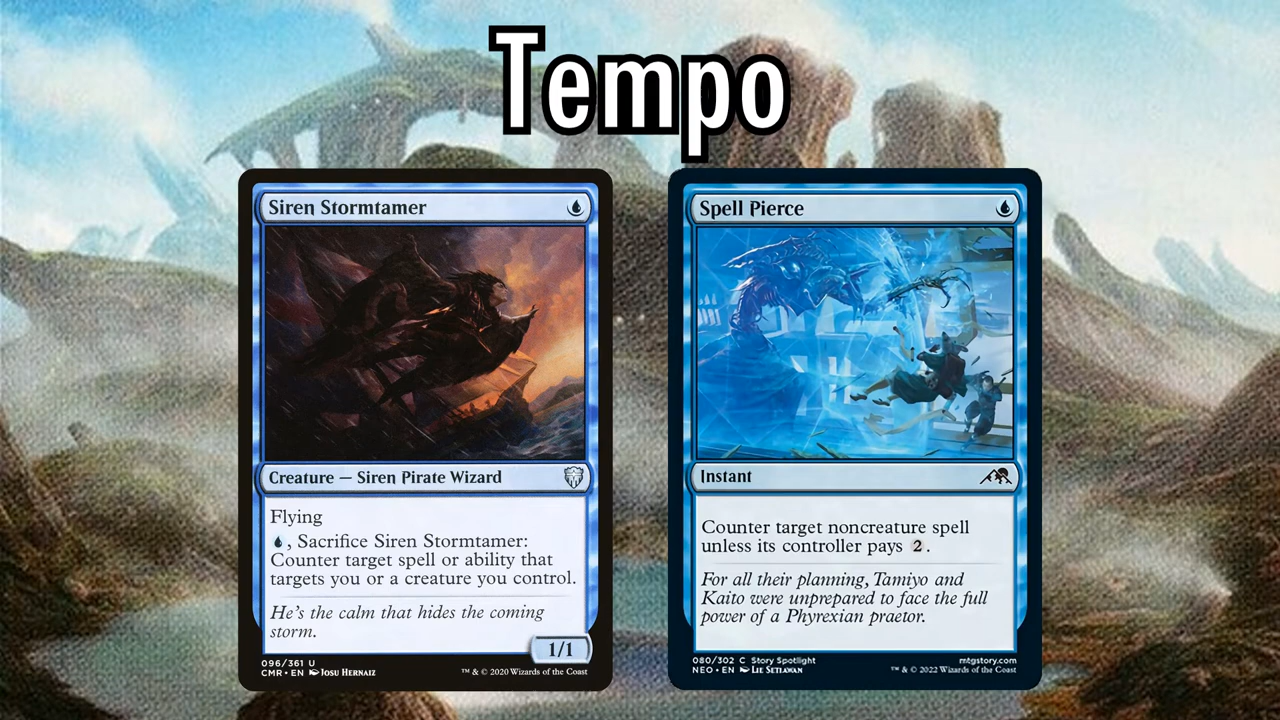 Tempo
Siren Stormtamer
Creature — Siren Pirate Wizard
Flying
, Sacrifice Siren Stormtamer:
Counter target spell or ability that
targets you or a creature you control.
He's the calm that hides the coming
storm.
1/1
096/361 U
CMR • EN Josu Hernaiz
™ & © 2020 Wizards of the Coast
Spell Pierce
Instant
Counter target noncreature spell
unless its controller pays 2.
For all their planning, Tamiyo and
Kaito were unprepared to face the full
power of a Phyrexian praetor.
080/302 C Story Spotlight
mtgstory.com
NEO • EN Lie Setiawan
™ & © 2022 Wizards of the Coast